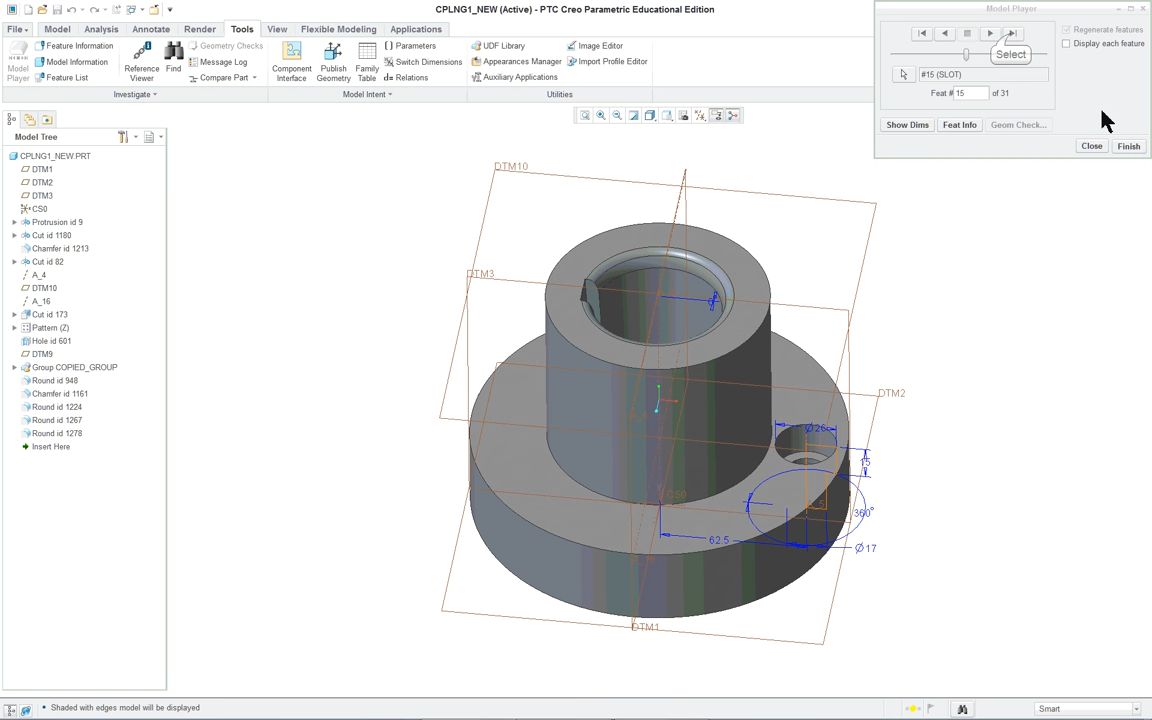 CPLNG1_NEW (Active) - PTC Creo Parametric Educational Edition
File Model Analysis Annotate Render Tools View Flexible Modeling Applications
Model Player
Feature Information
Model Information
Feature List
Reference Viewer
Find
Geometry Checks
Message Log
Compare Part
Component Interface
Publish Geometry
Family Table
Parameters
Switch Dimensions
Relations
UDF Library
Appearances Manager
Auxiliary Applications
Image Editor
Import Profile Editor
Investigate
Model Intent
Utilities
Model Player
Select
Regenerate features
Display each feature
#15 (SLOT)
Feat # 15 of 31
Show Dims
Feat Info
Geom Check...
Close
Finish
Model Tree
CPLNG1_NEW.PRT
DTM1
DTM2
DTM3
CS0
Protrusion id 9
Cut id 1180
Chamfer id 1213
Cut id 82
A_4
DTM10
A_16
Cut id 173
Pattern (Z)
Hole id 601
DTM9
Group COPIED_GROUP
Round id 948
Chamfer id 1161
Round id 1224
Round id 1267
Round id 1278
Insert Here
DTM10
DTM3
DTM2
Ø26
15
360°
62.5
Ø17
DTM1
Shaded with edges model will be displayed
Smart